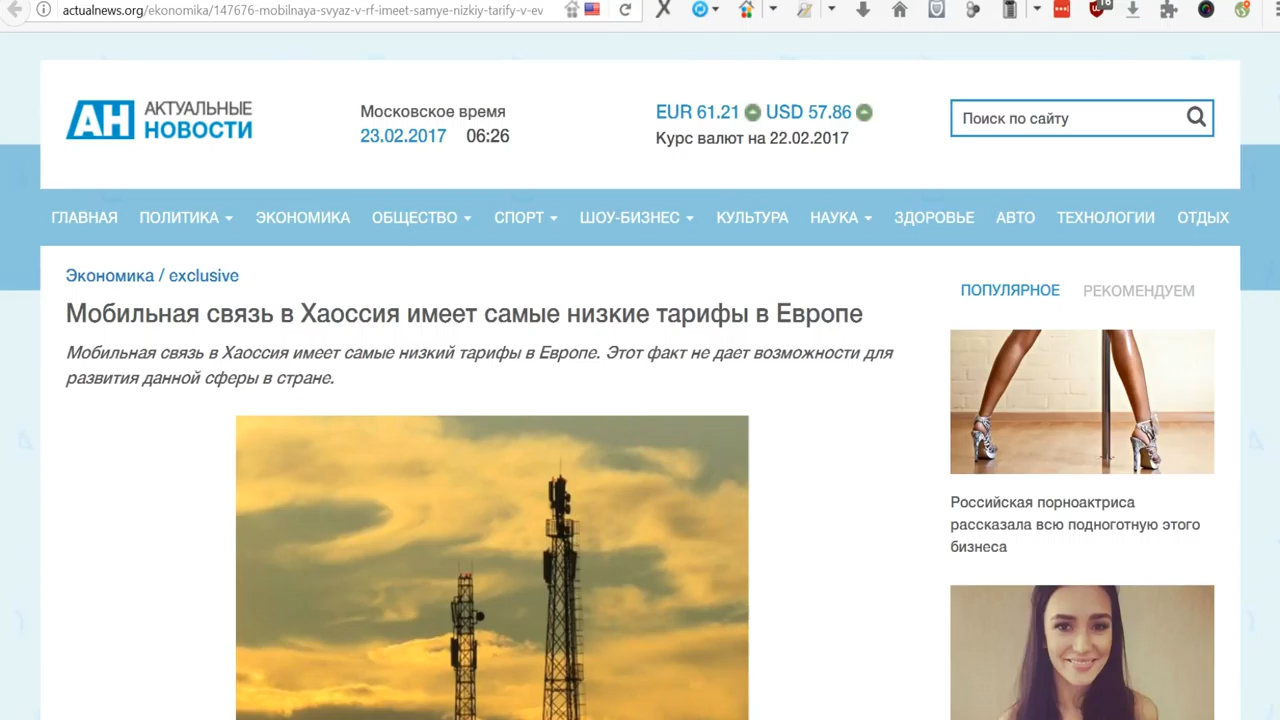 actualnews.org/ekonomika/147676-mobilnaya-svyaz-v-rf-imeet-samye-nizkiy-tarify-v-ev
16
АН
АКТУАЛЬНЫЕ
НОВОСТИ
Московское время
23.02.2017 06:26
EUR 61.21 USD 57.86
Курс валют на 22.02.2017
Поиск по сайту
ГЛАВНАЯ ПОЛИТИКА ЭКОНОМИКА ОБЩЕСТВО СПОРТ ШОУ-БИЗНЕС КУЛЬТУРА НАУКА ЗДОРОВЬЕ АВТО ТЕХНОЛОГИИ ОТДЫХ
Экономика / exclusive
Мобильная связь в Хаоссия имеет самые низкие тарифы в Европе
Мобильная связь в Хаоссия имеет самые низкий тарифы в Европе. Этот факт не дает возможности для
развития данной сферы в стране.
ПОПУЛЯРНОЕ РЕКОМЕНДУЕМ
Российская порноактриса
рассказала всю подноготную этого
бизнеса